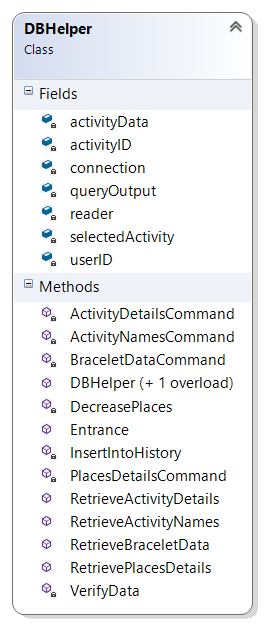 DBHelper
Class
Fields
activityData
activityID
connection
queryOutput
reader
selectedActivity
userID
Methods
ActivityDetailsCommand
ActivityNamesCommand
BraceletDataCommand
DBHelper (+ 1 overload)
DecreasePlaces
Entrance
InsertIntoHistory
PlacesDetailsCommand
RetrieveActivityDetails
RetrieveActivityNames
RetrieveBraceletData
RetrievePlacesDetails
VerifyData